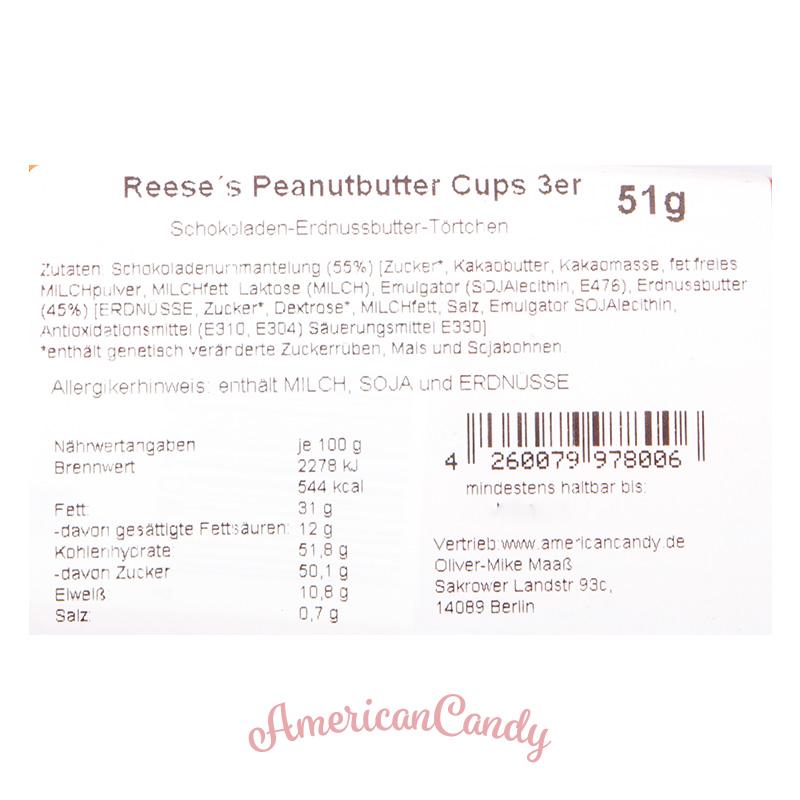 Reese´s Peanutbutter Cups 3er 51g
Schokoladen-Erdnussbutter-Törtchen
Zutaten: Schokoladenummantelung (55%) [Zucker*, Kakaobutter, Kakaomasse, fettfreies
MILCHpulver, MILCHfett, Laktose (MILCH), Emulgator (SOJAlecithin, E476), Erdnussbutter
(45%) [ERDNÜSSE, Zucker*, Dextrose*, MILCHfett, Salz, Emulgator SOJAlecithin,
Antioxidationsmittel (E310, E304) Säuerungsmittel E330]
*enthält genetisch veränderte Zuckerrüben, Mais und Sojabohnen.
Allergikerhinweis: enthält MILCH, SOJA und ERDNÜSSE
Nährwertangaben je 100 g
Brennwert 2278 kJ
544 kcal
Fett: 31 g
-davon gesättigte Fettsäuren: 12 g
Kohlenhydrate 51,8 g
-davon Zucker 50,1 g
Eiweiß 10,8 g
Salz: 0,7 g
4 260079 978006
mindestens haltbar bis:
Vertrieb:www.americancandy.de
Oliver-Mike Maaß
Sakrower Landstr 93c,
14089 Berlin
AmericanCandy